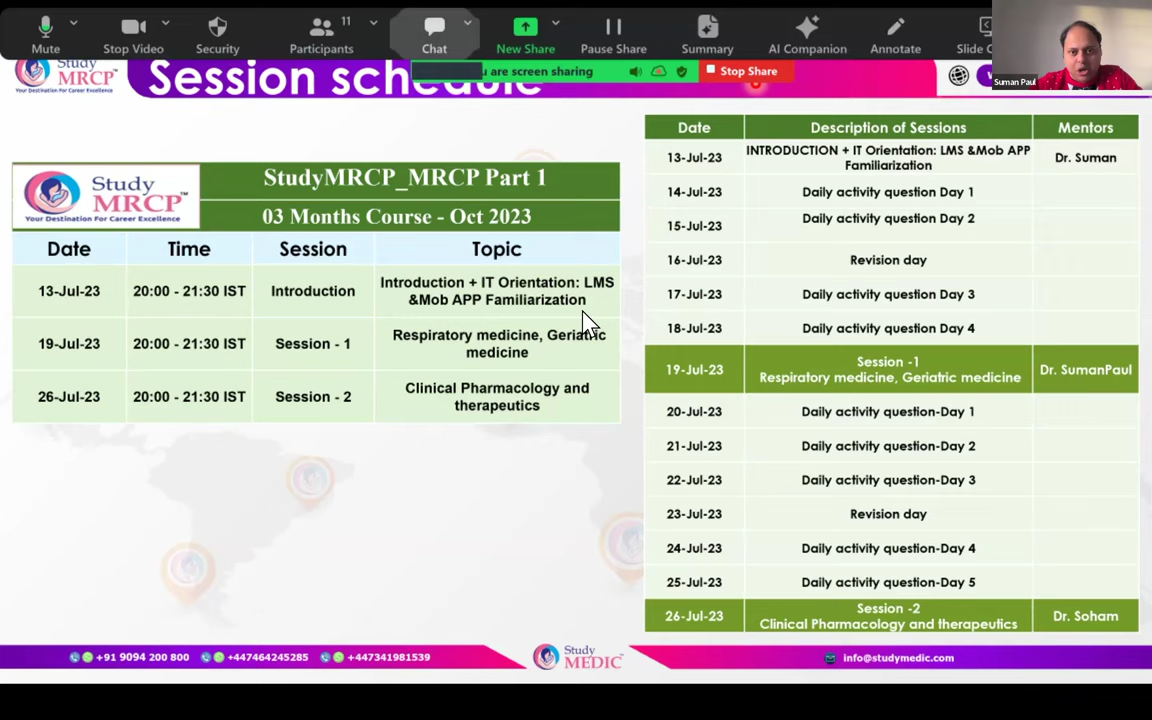 11
Mute
Stop Video
Security
Participants
Chat
New Share
Pause Share
Summary
AI Companion
Annotate
Slide
are screen sharing
Stop Share
Suman Paul
Study
MRCP
Your Destination For Career Excellence
Session schedule
Study
MRCP™
Your Destination For Career Excellence
StudyMRCP_MRCP Part 1
03 Months Course - Oct 2023
Date Time Session Topic
13-Jul-23 20:00 - 21:30 IST Introduction Introduction + IT Orientation: LMS
&Mob APP Familiarization
19-Jul-23 20:00 - 21:30 IST Session - 1 Respiratory medicine, Geriatric
medicine
26-Jul-23 20:00 - 21:30 IST Session - 2 Clinical Pharmacology and
therapeutics
Date Description of Sessions Mentors
13-Jul-23 INTRODUCTION + IT Orientation: LMS &Mob APP
Familiarization Dr. Suman
14-Jul-23 Daily activity question Day 1
15-Jul-23 Daily activity question Day 2
16-Jul-23 Revision day
17-Jul-23 Daily activity question Day 3
18-Jul-23 Daily activity question Day 4
19-Jul-23 Session -1
Respiratory medicine, Geriatric medicine Dr. SumanPaul
20-Jul-23 Daily activity question-Day 1
21-Jul-23 Daily activity question-Day 2
22-Jul-23 Daily activity question-Day 3
23-Jul-23 Revision day
24-Jul-23 Daily activity question-Day 4
25-Jul-23 Daily activity question-Day 5
26-Jul-23 Session -2
Clinical Pharmacology and therapeutics Dr. Soham
+91 9094 200 800
+447464245285
+447341981539
Study
MEDIC
info@studymedic.com